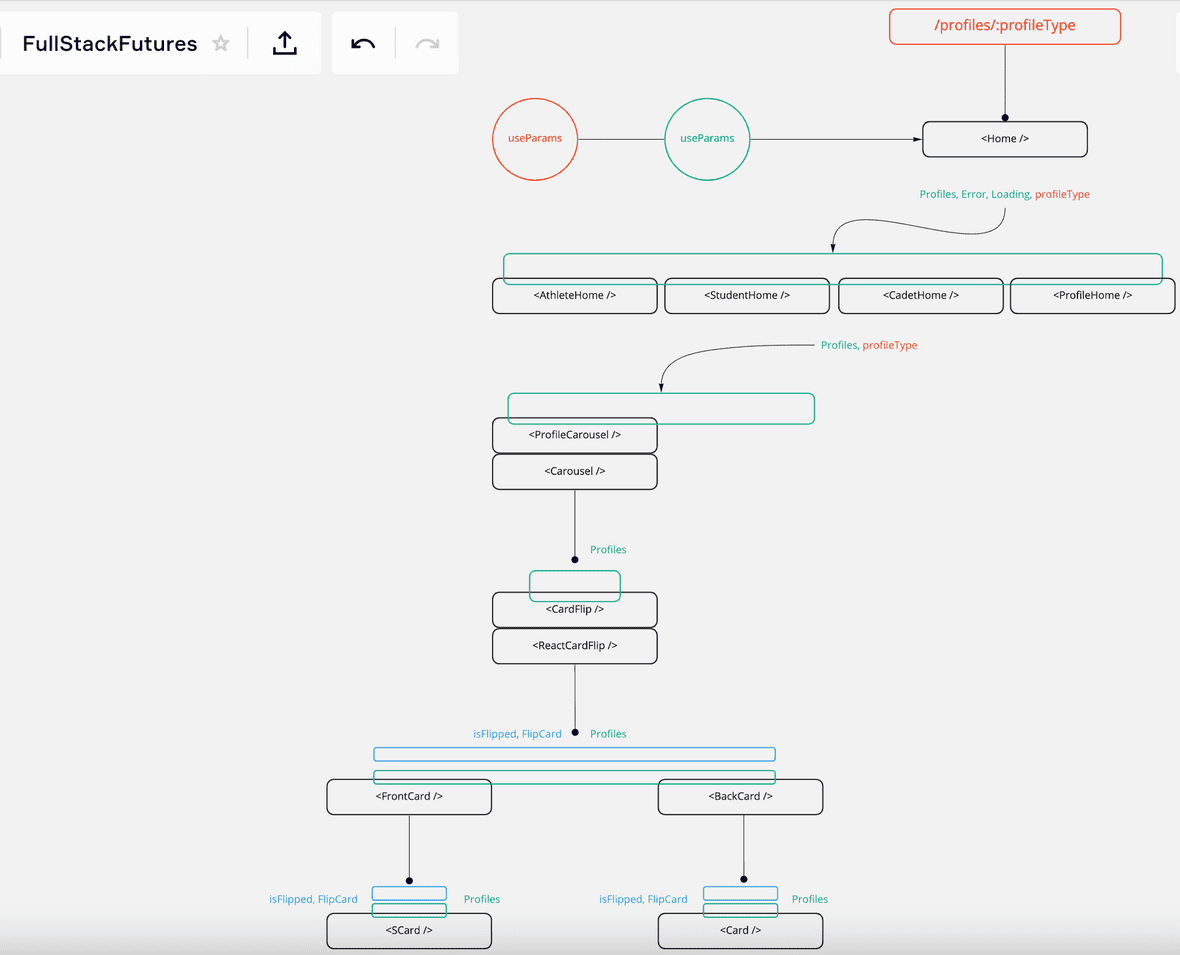 FullStackFutures
/profiles/:profileType
useParams
useParams
<Home />
Profiles, Error, Loading, profileType
<AthleteHome />
<StudentHome />
<CadetHome />
<ProfileHome />
Profiles, profileType
<ProfileCarousel />
<Carousel />
Profiles
<CardFlip />
<ReactCardFlip />
isFlipped, FlipCard
Profiles
<FrontCard />
<BackCard />
isFlipped, FlipCard
Profiles
isFlipped, FlipCard
Profiles
<SCard />
<Card />